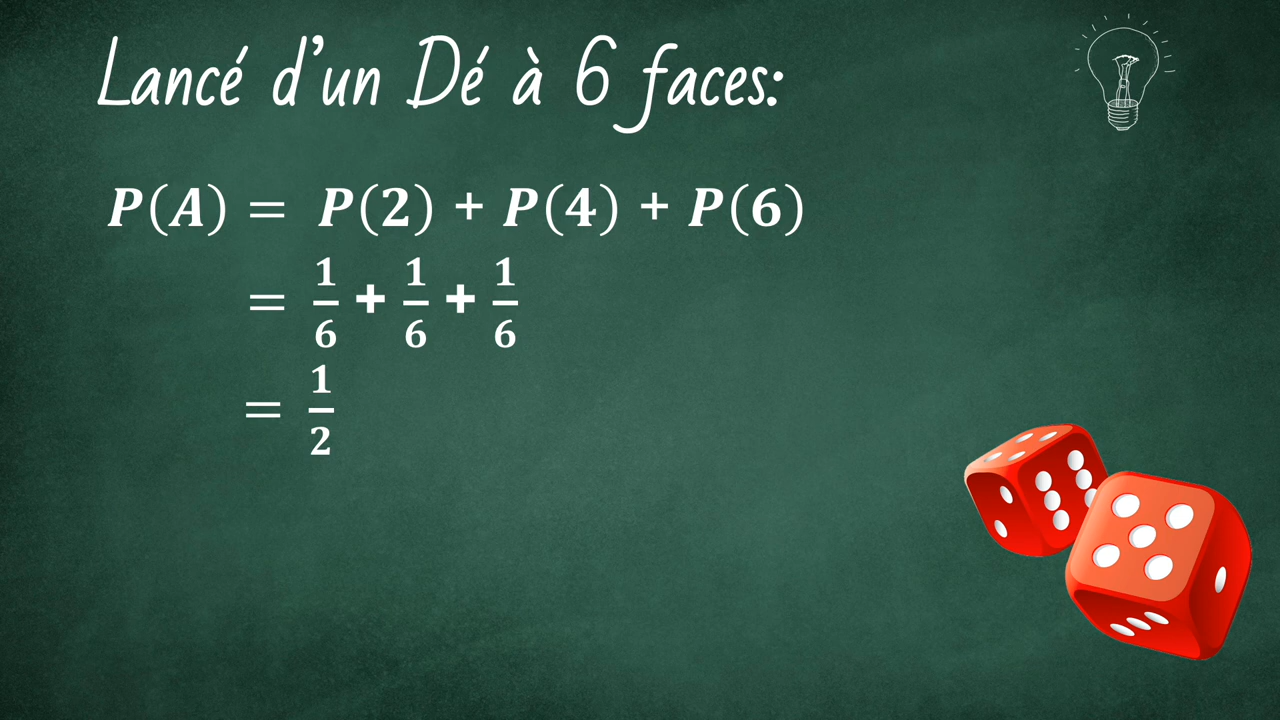 Lancé d'un Dé à 6 faces:
P(A) = P(2) + P(4) + P(6)
= 1/6 + 1/6 + 1/6
= 1/2